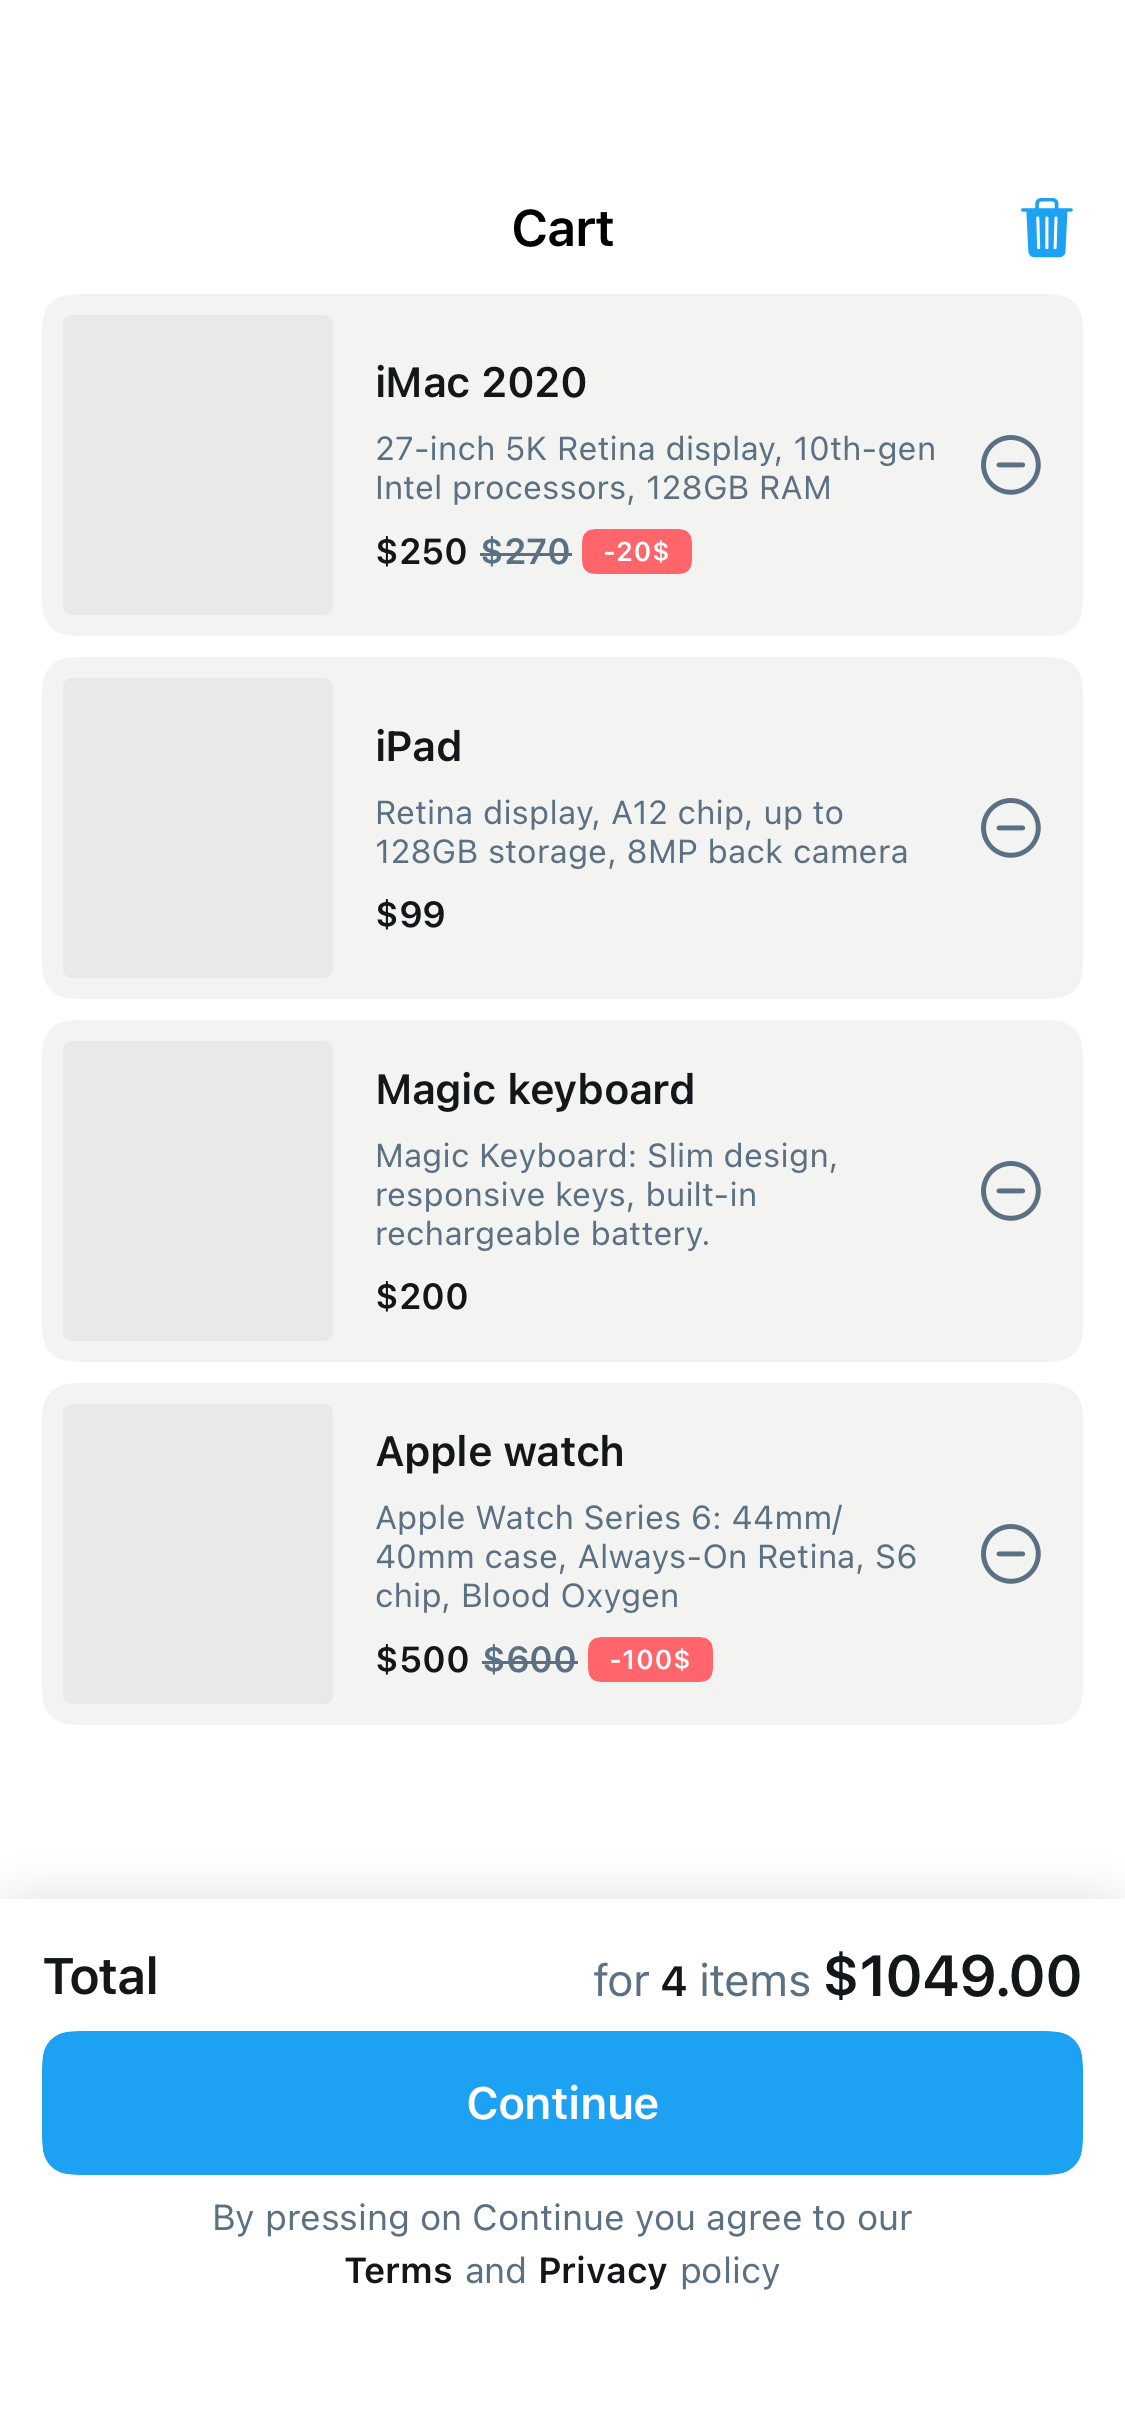 Cart
iMac 2020
27-inch 5K Retina display, 10th-gen
Intel processors, 128GB RAM
$250 $270 -20$
iPad
Retina display, A12 chip, up to
128GB storage, 8MP back camera
$99
Magic keyboard
Magic Keyboard: Slim design,
responsive keys, built-in
rechargeable battery.
$200
Apple watch
Apple Watch Series 6: 44mm/
40mm case, Always-On Retina, S6
chip, Blood Oxygen
$500 $600 -100$
Total for 4 items $1049.00
Continue
By pressing on Continue you agree to our
Terms and Privacy policy